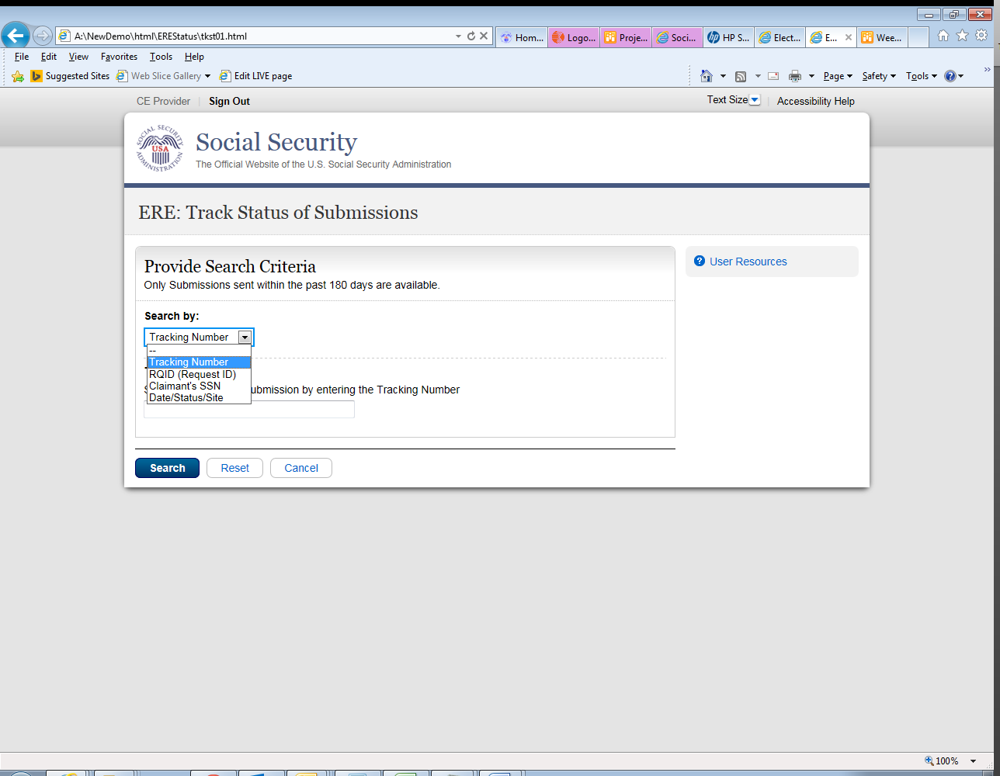 A:\NewDemo\html\EREStatus\tkst01.html
Hom...
Logo...
Proje...
Soci...
HP S...
Elect...
E...
Wee...
File Edit View Favorites Tools Help
Suggested Sites Web Slice Gallery Edit LIVE page
Page Safety Tools
CE Provider Sign Out
Text Size Accessibility Help
SOCIAL SECURITY ADMINISTRATION
USA
Social Security
The Official Website of the U.S. Social Security Administration
ERE: Track Status of Submissions
Provide Search Criteria
Only Submissions sent within the past 180 days are available.
User Resources
Search by:
Tracking Number
--
Tracking Number
RQID (Request ID)
Claimant's SSN
Date/Status/Site
ubmission by entering the Tracking Number
Search Reset Cancel
100%